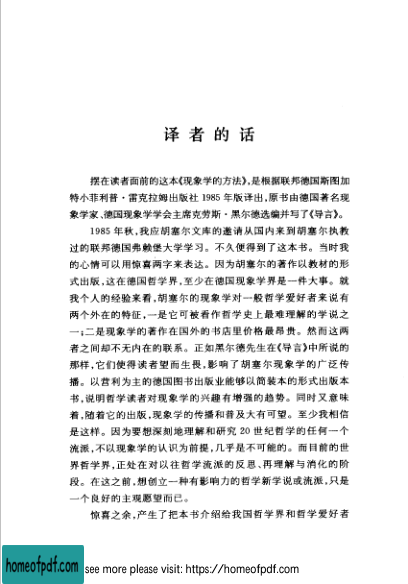 译者的话
摆在读者面前的这本《现象学的方法》,是根据联邦德国斯图加
特小菲利普·雷克拉姆出版社 1985 年版译出,原书由德国著名现
象学家、德国现象学学会主席克劳斯·黑尔德选编并写了《导言》。
1985 年秋,我应胡塞尔文库的邀请从国内来到胡塞尔执教
过的联邦德国弗赖堡大学学习。不久便得到了这本书。当时我
的心情可以用惊喜两字来表达。因为胡塞尔的著作以教材的形
式出版,这在德国哲学界,至少在德国现象学界是一件大事。就
我个人的经验来看,胡塞尔的现象学对一般哲学爱好者来说有
两个外在的特征,一是它可被看作哲学史上最难理解的学说之
一;二是现象学的著作在国外的书店里价格最昂贵。然而这两
者之间却不无内在的联系。正如黑尔德先生在《导言》中所说的
那样,它们使得读者望而生畏,影响了胡塞尔现象学的广泛传
播。以营利为主的德国图书出版业能够以简装本的形式出版本
书,说明哲学读者对现象学的兴趣有增强的趋势。同时又意味
着,随着它的出版,现象学的传播和普及大有可望。至少我相信
是这样。因为要想深刻地理解和研究 20 世纪哲学的任何一个
流派,不以现象学的认识为前提,几乎是不可能的。而目前的世
界哲学界,正处在对以往哲学流派的反思、再理解与消化的阶
段。在这之前,想创立一种有影响力的哲学新学说或流派,只是
一个良好的主观愿望而已。
惊喜之余,产生了把本书介绍给我国哲学界和哲学爱好者
homeofpdf.com
see more please visit: https://homeofpdf.com